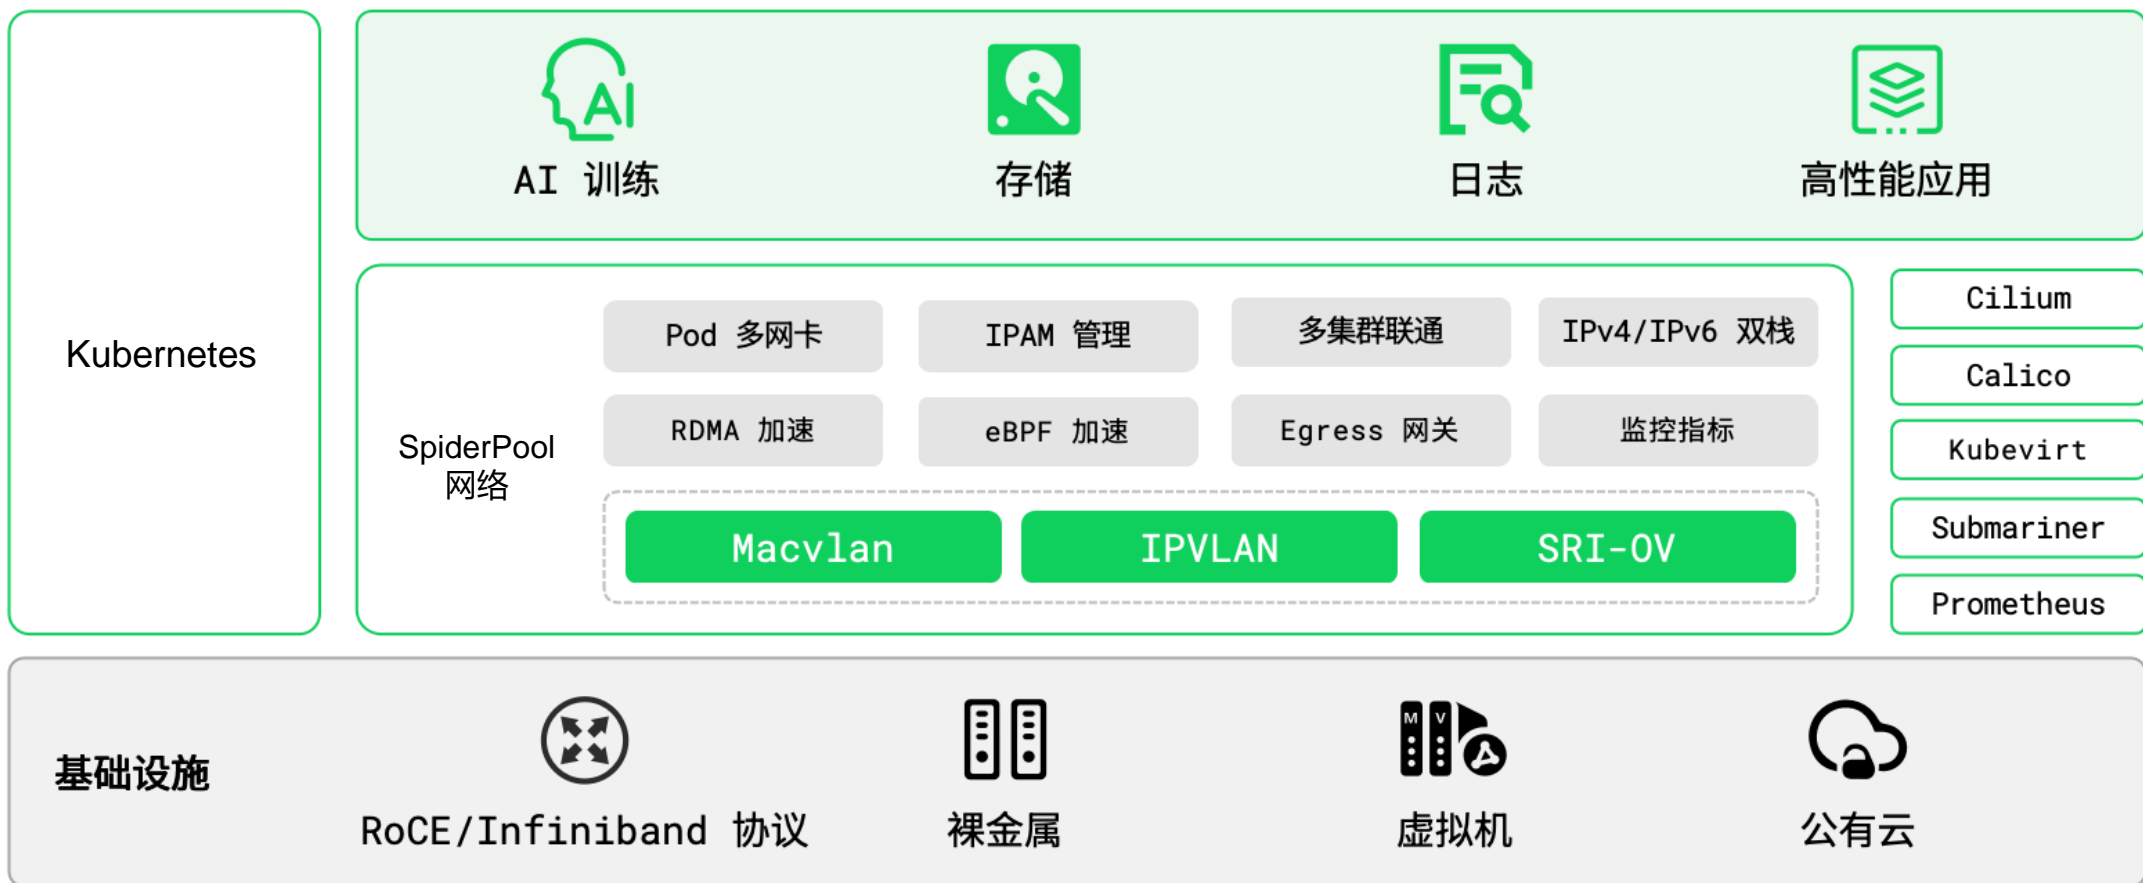 Kubernetes
AI
AI 训练
存储
日志
高性能应用
SpiderPool
网络
Pod 多网卡
IPAM 管理
多集群联通
IPv4/IPv6 双栈
RDMA 加速
eBPF 加速
Egress 网关
监控指标
Macvlan
IPVLAN
SRI-OV
Cilium
Calico
Kubevirt
Submariner
Prometheus
基础设施
RoCE/Infiniband 协议
裸金属
M V
虚拟机
公有云